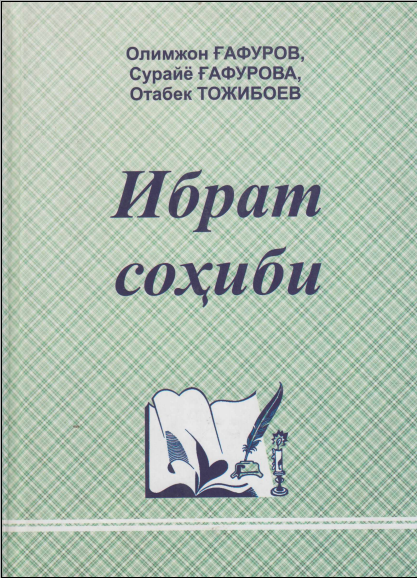 Олимжон ҒАФУРОВ,
Сурайё ҒАФУРОВА,
Отабек ТОЖИБОЕВ
Ибрат
соҳиби